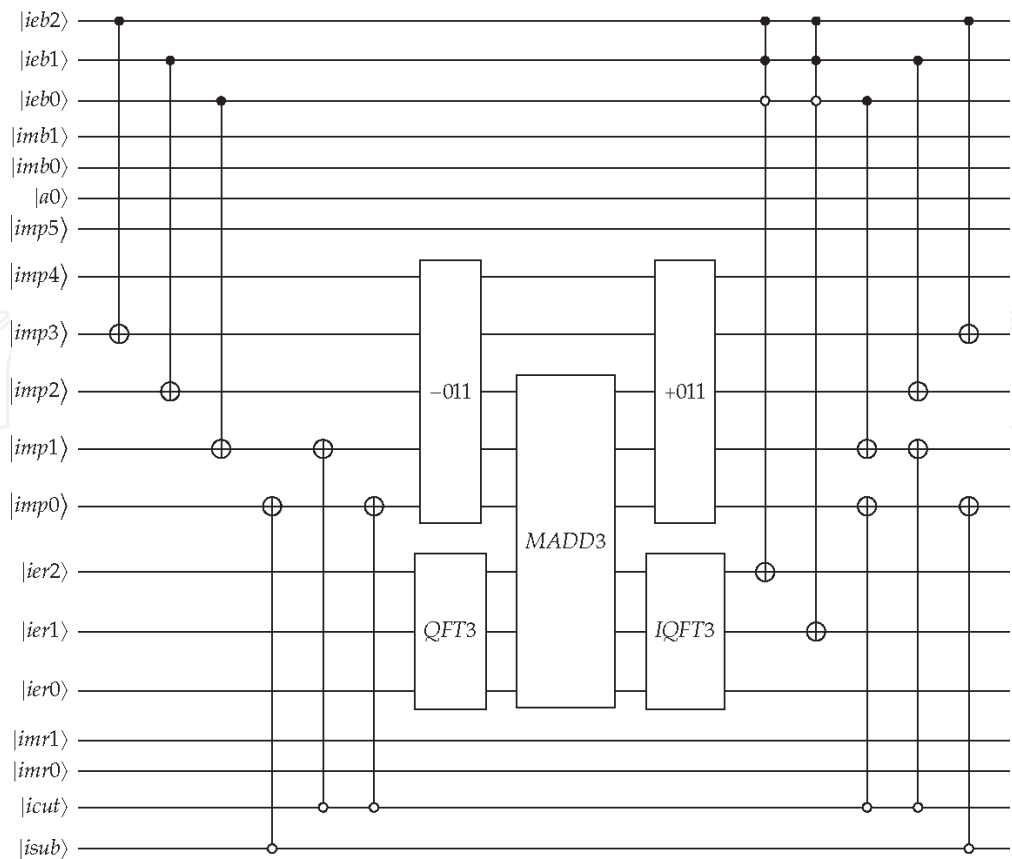 |ieb2⟩
|ieb1⟩
|ieb0⟩
|imb1⟩
|imb0⟩
|a0⟩
|imp5⟩
|imp4⟩
|imp3⟩
|imp2⟩ −011 +011
|imp1⟩
|imp0⟩
MADD3
|ier2⟩
|ier1⟩ QFT3 IQFT3
|ier0⟩
|imr1⟩
|imr0⟩
|icut⟩
|isub⟩